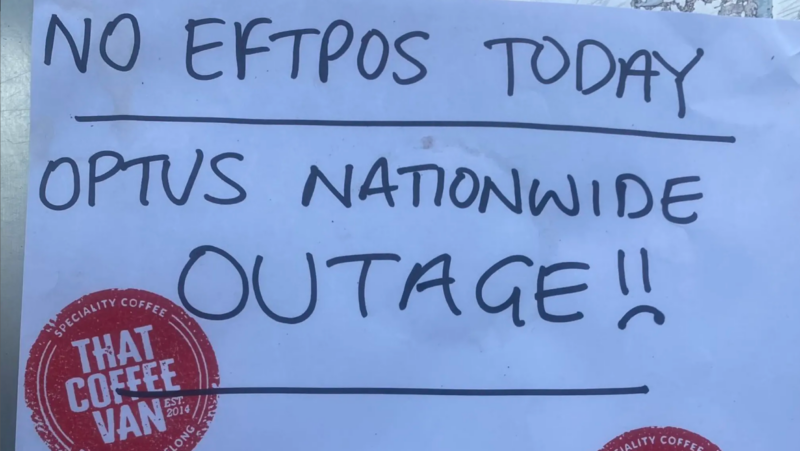 NO EFTPOS TODAY
OPTUS NATIONWIDE
OUTAGE!!
SPECIALITY COFFEE
THAT
COFFEE
VAN
EST.
2014
SPECIALITY COFFEE